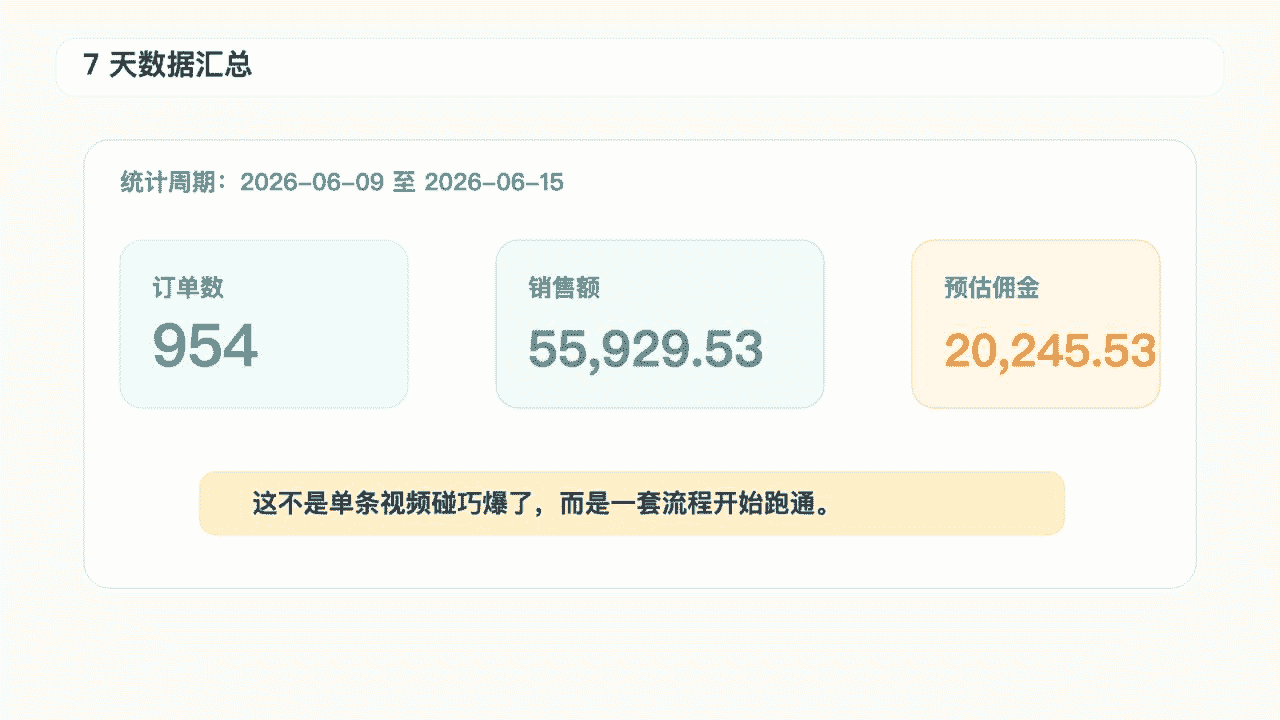 7 天数据汇总
统计周期：2026-06-09 至 2026-06-15
订单数
954
销售额
55,929.53
预估佣金
20,245.53
这不是单条视频碰巧爆了，而是一套流程开始跑通。